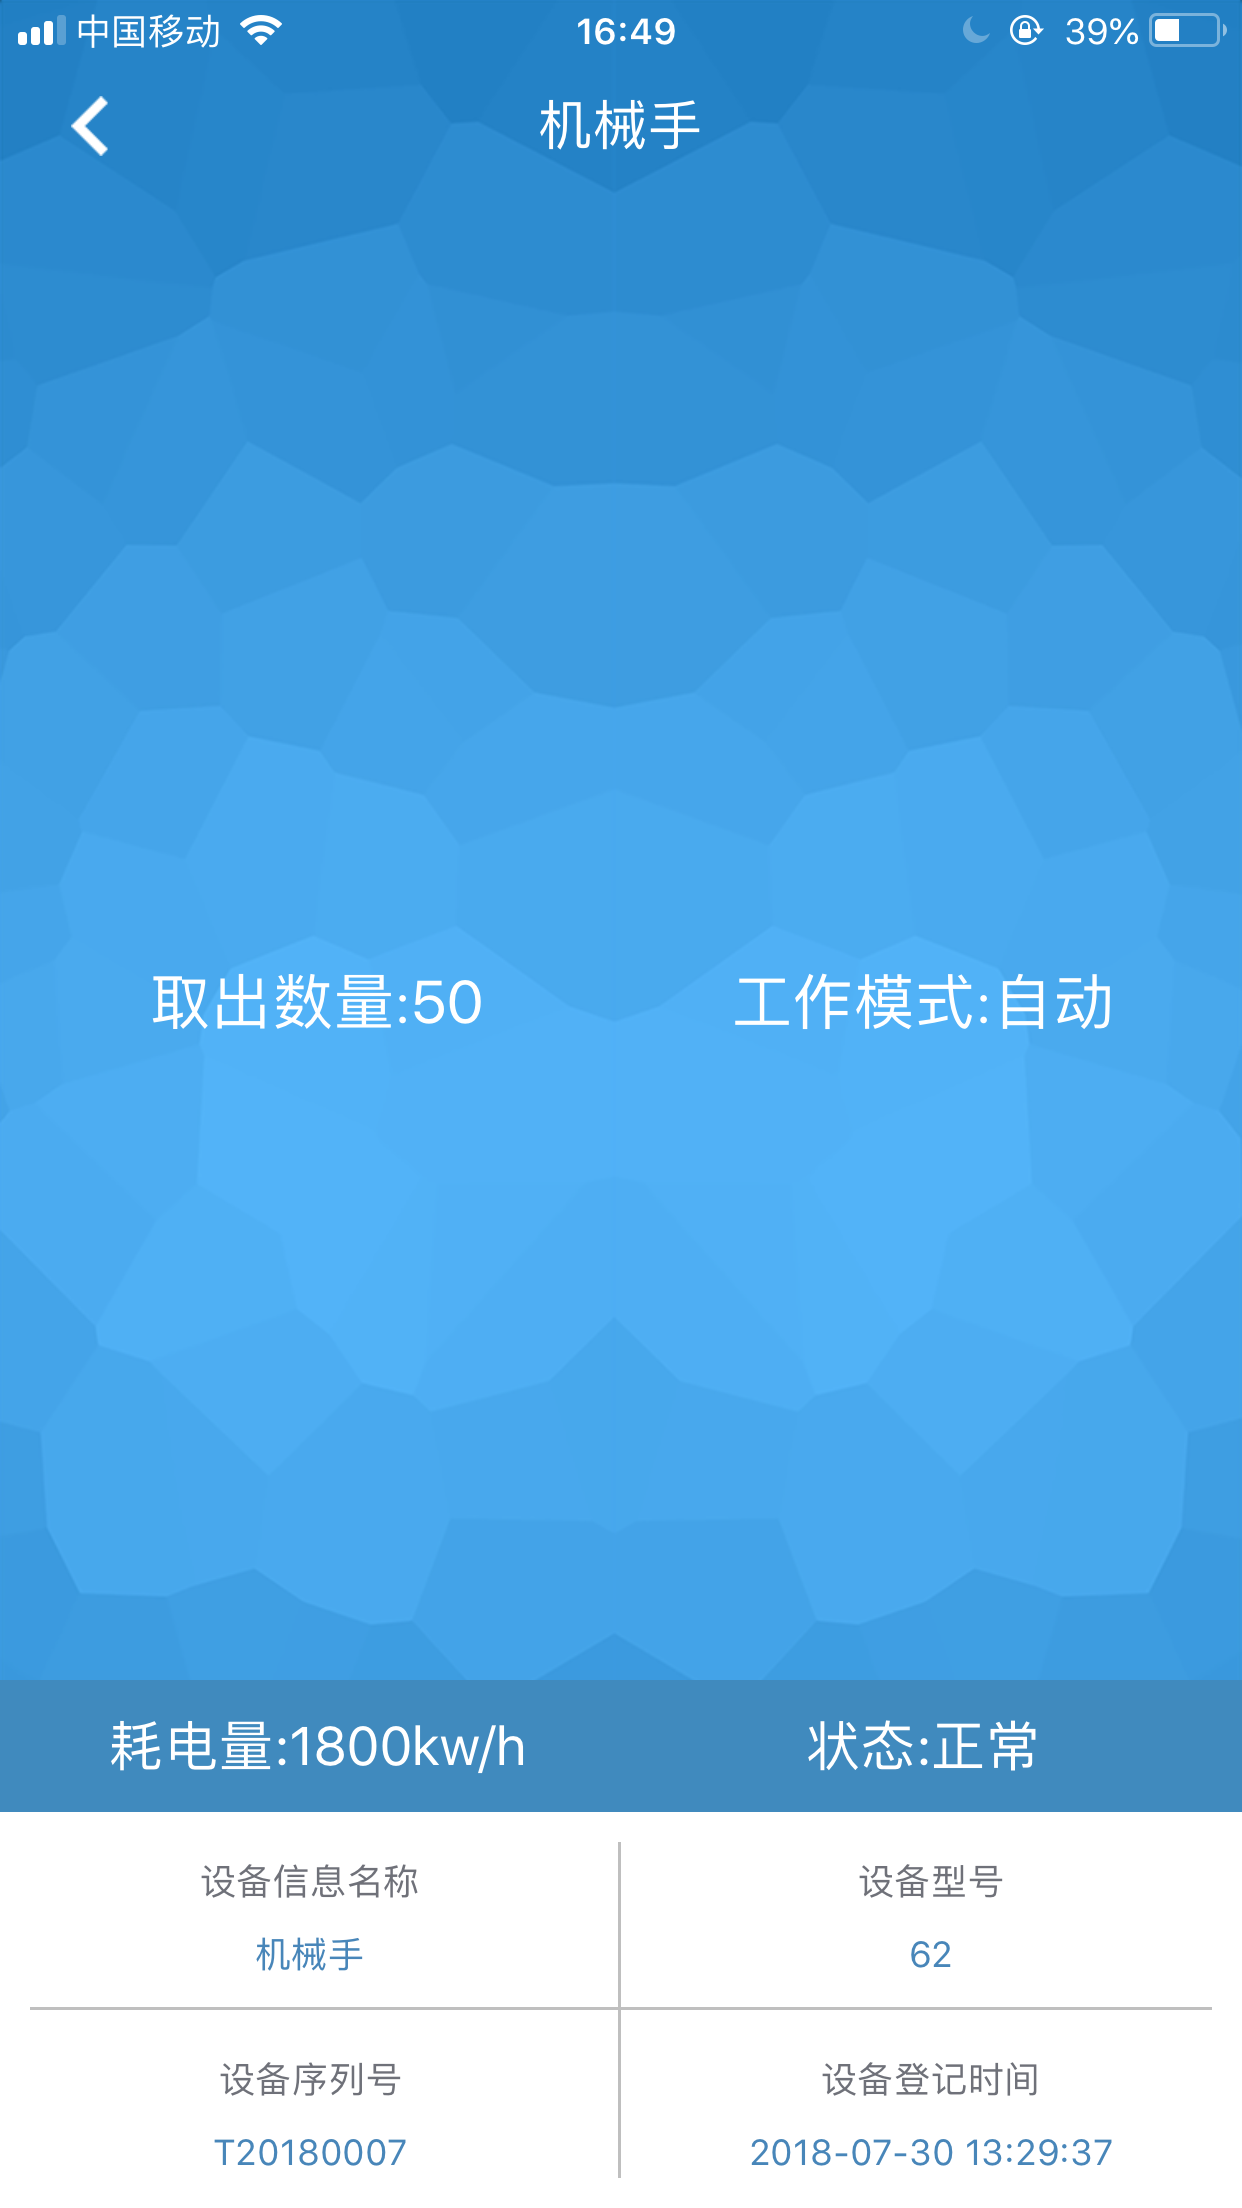 中国移动 16:49 39%
机械手
取出数量:50 工作模式:自动
耗电量:1800kw/h 状态:正常
设备信息名称 设备型号
机械手 62
设备序列号 设备登记时间
T20180007 2018-07-30 13:29:37